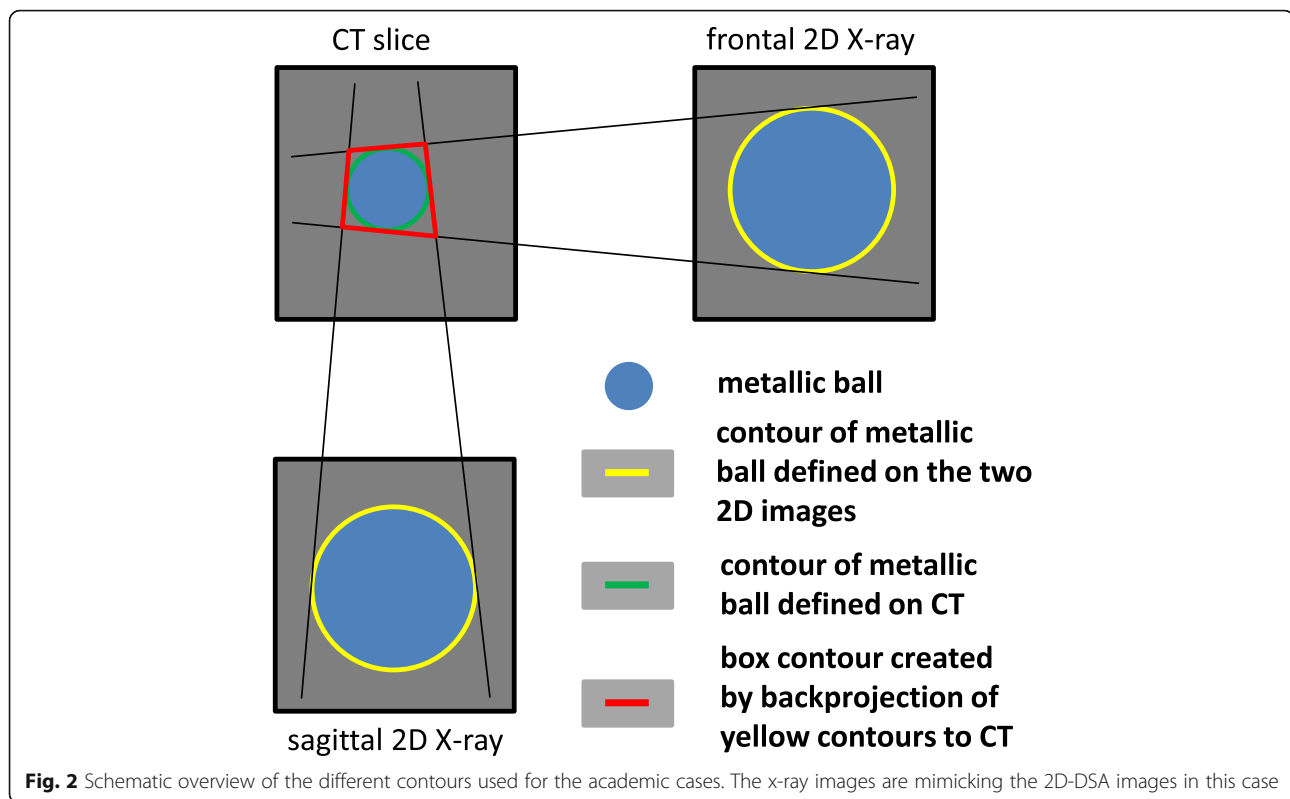 CT slice
frontal 2D X-ray
metallic ball
contour of metallic
ball defined on the two
2D images
contour of metallic
ball defined on CT
box contour created
by backprojection of
yellow contours to CT
sagittal 2D X-ray
Fig. 2 Schematic overview of the different contours used for the academic cases. The x-ray images are mimicking the 2D-DSA images in this case